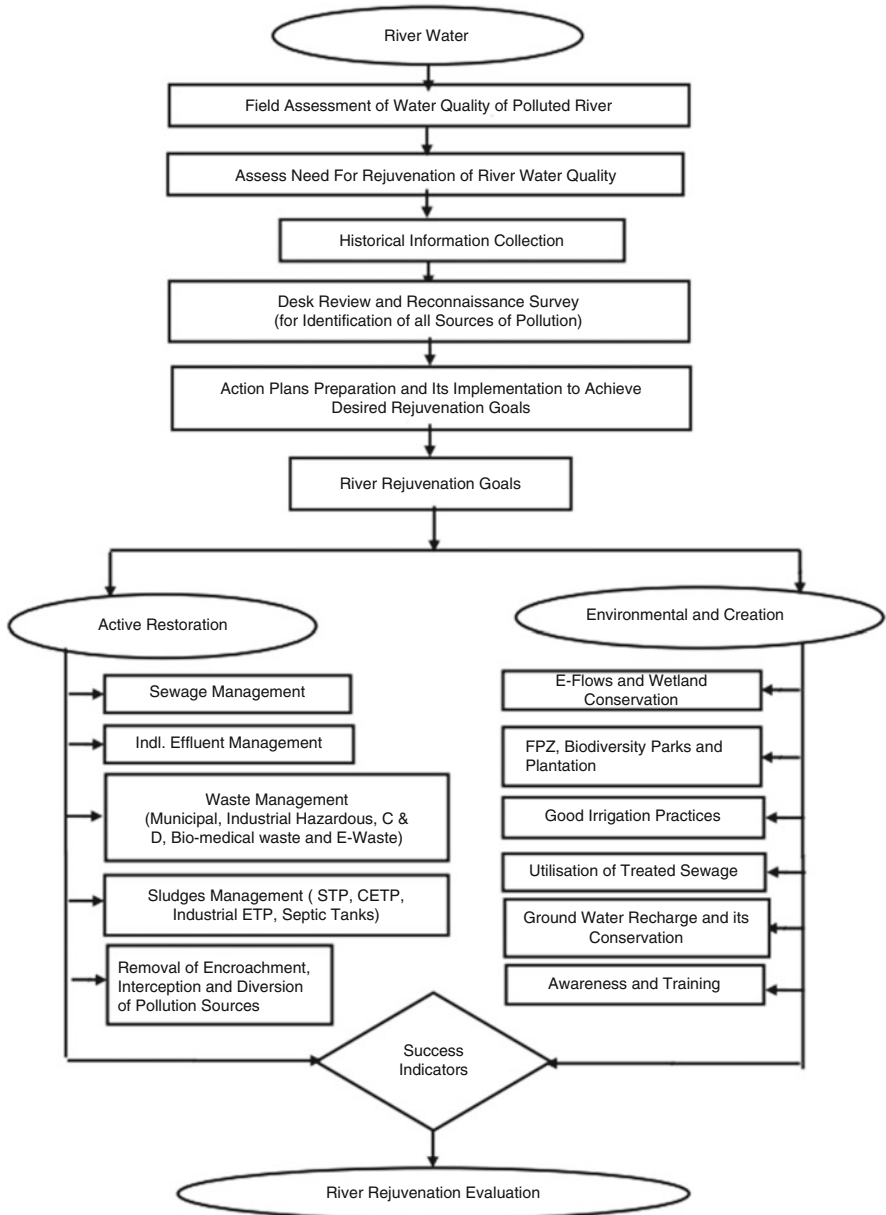 River Water
Field Assessment of Water Quality of Polluted River
Assess Need For Rejuvenation of River Water Quality
Historical Information Collection
Desk Review and Reconnaissance Survey
(for Identification of all Sources of Pollution)
Action Plans Preparation and Its Implementation to Achieve
Desired Rejuvenation Goals
River Rejuvenation Goals
Active Restoration
Sewage Management
Indl. Effluent Management
Waste Management
(Municipal, Industrial Hazardous, C &
D, Bio-medical waste and E-Waste)
Sludges Management ( STP, CETP,
Industrial ETP, Septic Tanks)
Removal of Encroachment,
Interception and Diversion
of Pollution Sources
Environmental and Creation
E-Flows and Wetland
Conservation
FPZ, Biodiversity Parks and
Plantation
Good Irrigation Practices
Utilisation of Treated Sewage
Ground Water Recharge and its
Conservation
Awareness and Training
Success
Indicators
River Rejuvenation Evaluation